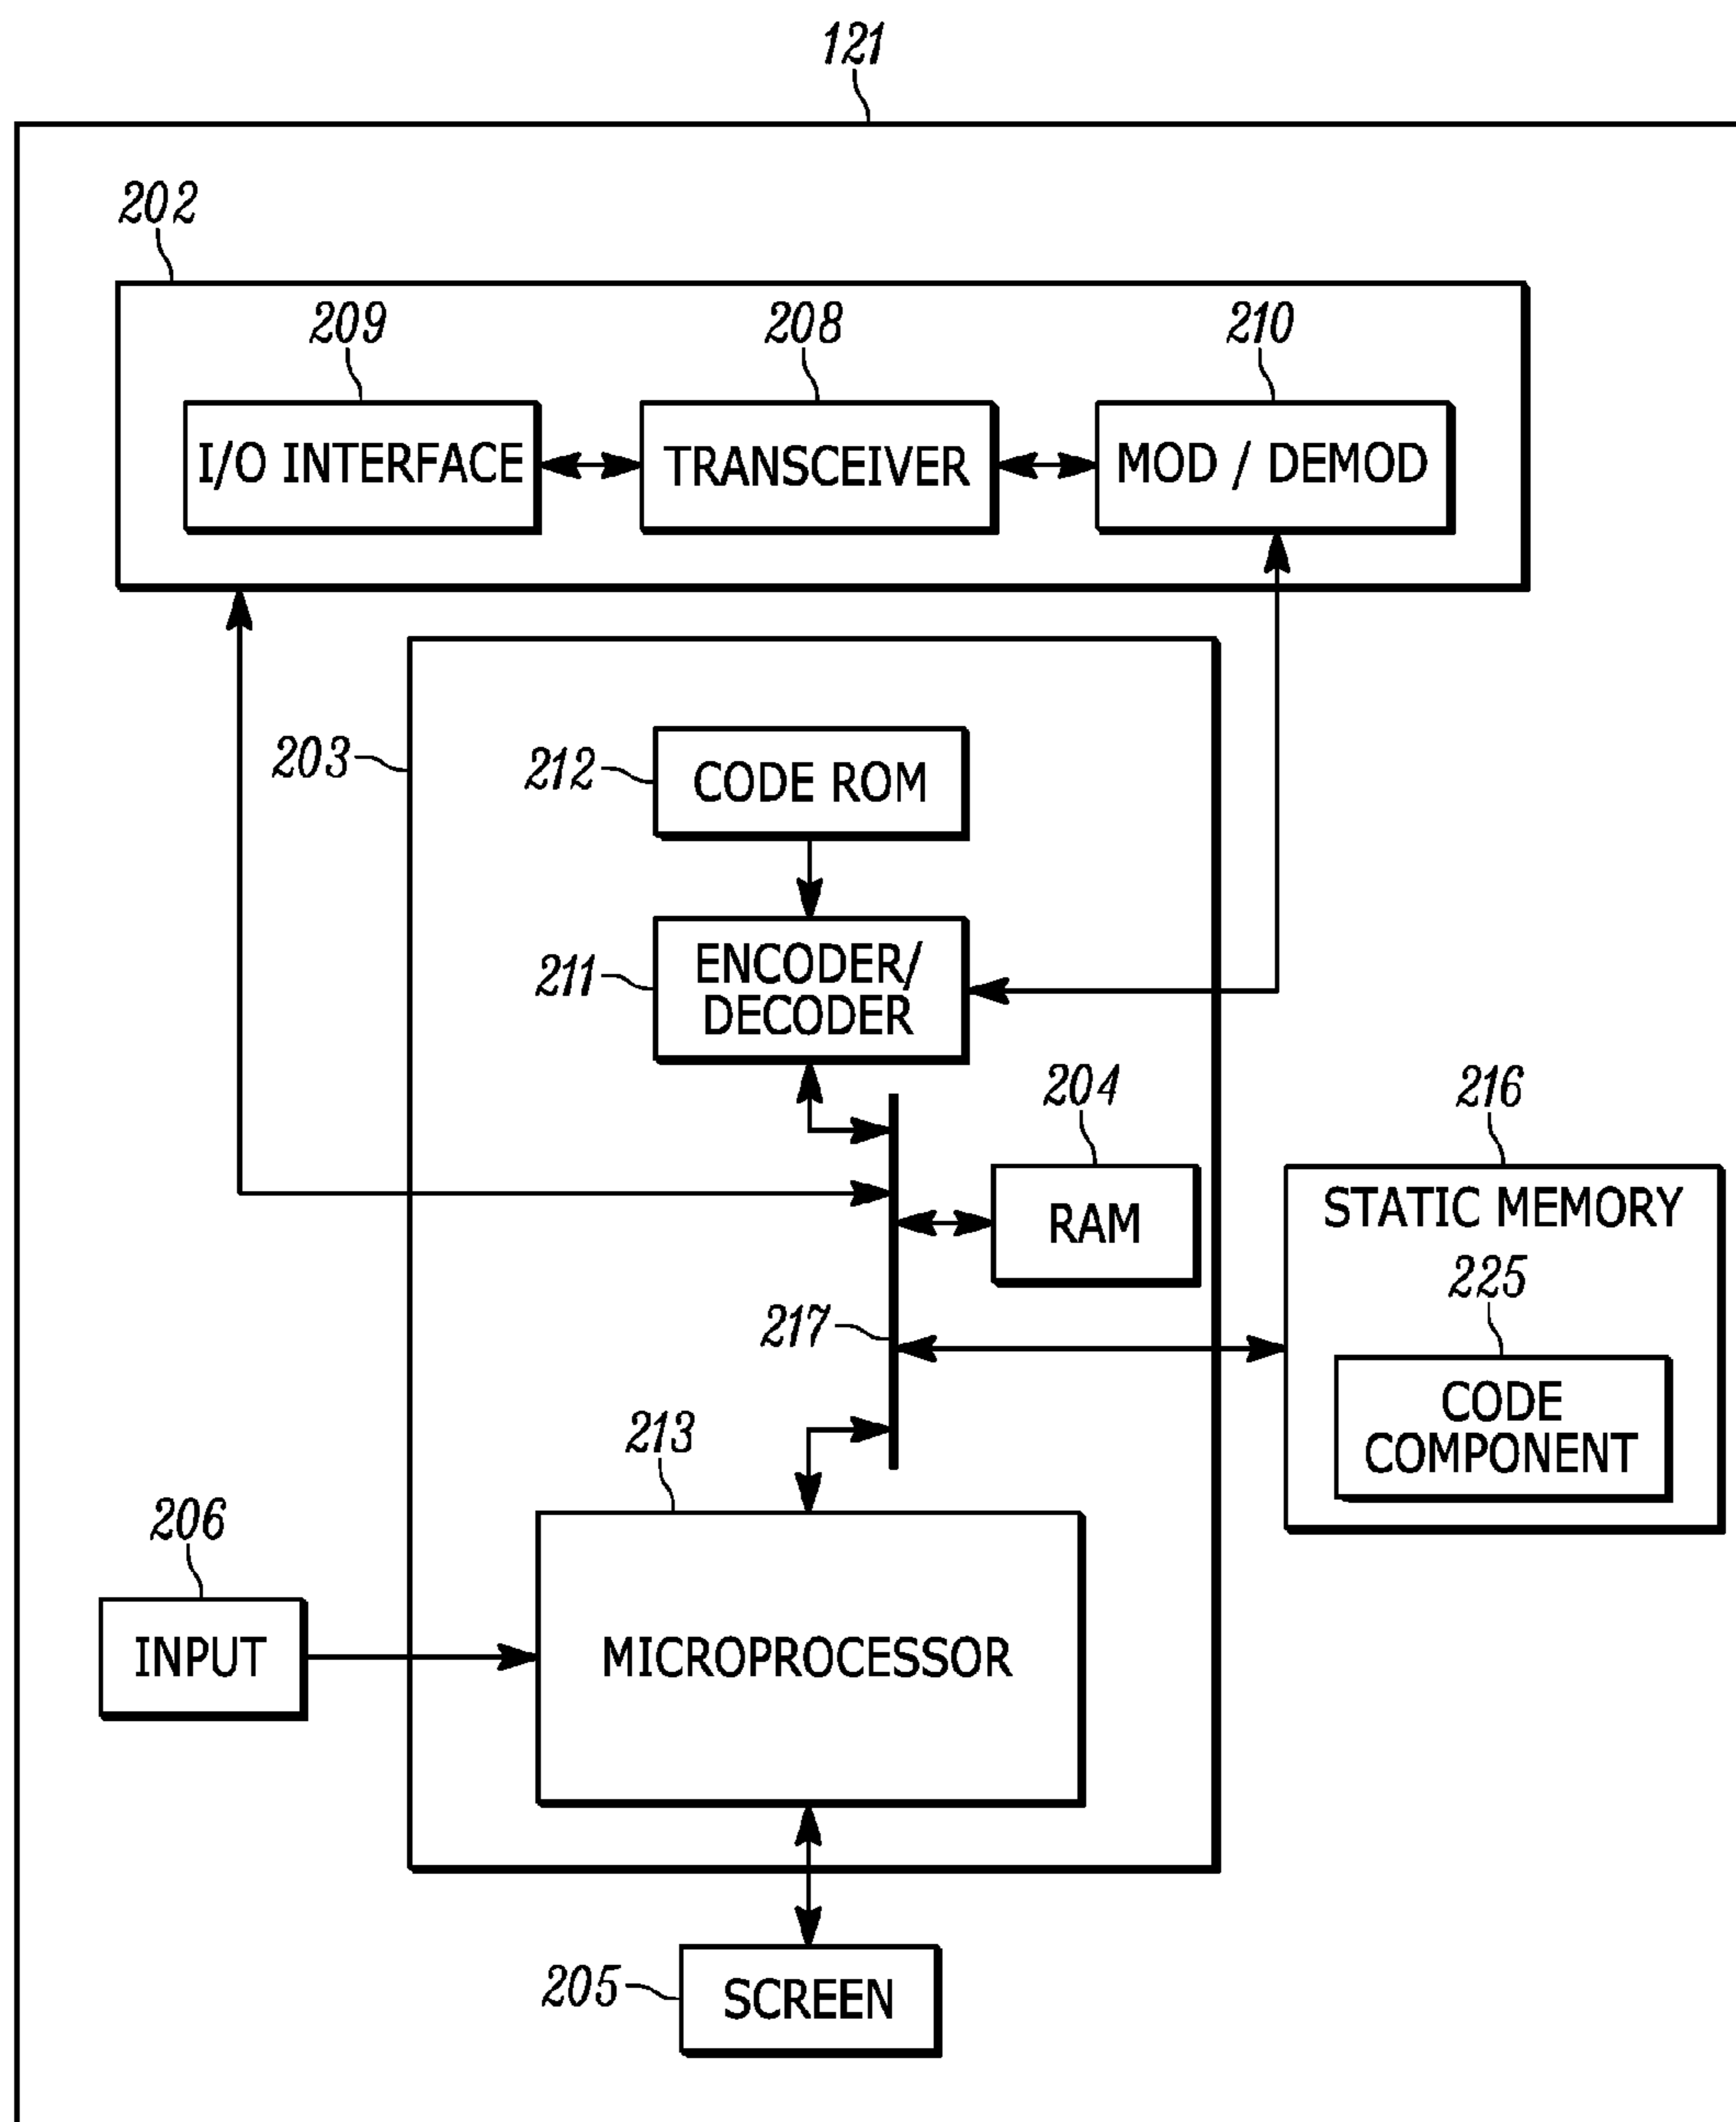 121
202
209
208
210
I/O INTERFACE
TRANSCEIVER
MOD / DEMOD
203
212
CODE ROM
211
ENCODER/
DECODER
204
RAM
216
STATIC MEMORY
225
CODE
COMPONENT
217
213
MICROPROCESSOR
206
INPUT
205
SCREEN